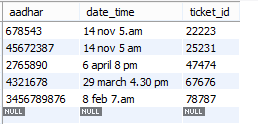 aadhar date_time ticket_id
678543 14 nov 5.am 22223
45672387 14 nov 5 am 25231
2765890 6 april 8 pm 47474
4321678 29 march 4.30 pm 67676
3456789876 8 feb 7.am 78787
NULL NULL NULL